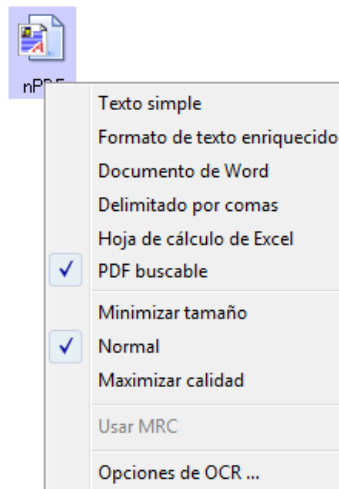 Texto simple
Formato de texto enriquecido
Documento de Word
Delimitado por comas
Hoja de cálculo de Excel
PDF buscable
Minimizar tamaño
Normal
Maximizar calidad
Usar MRC
Opciones de OCR ...